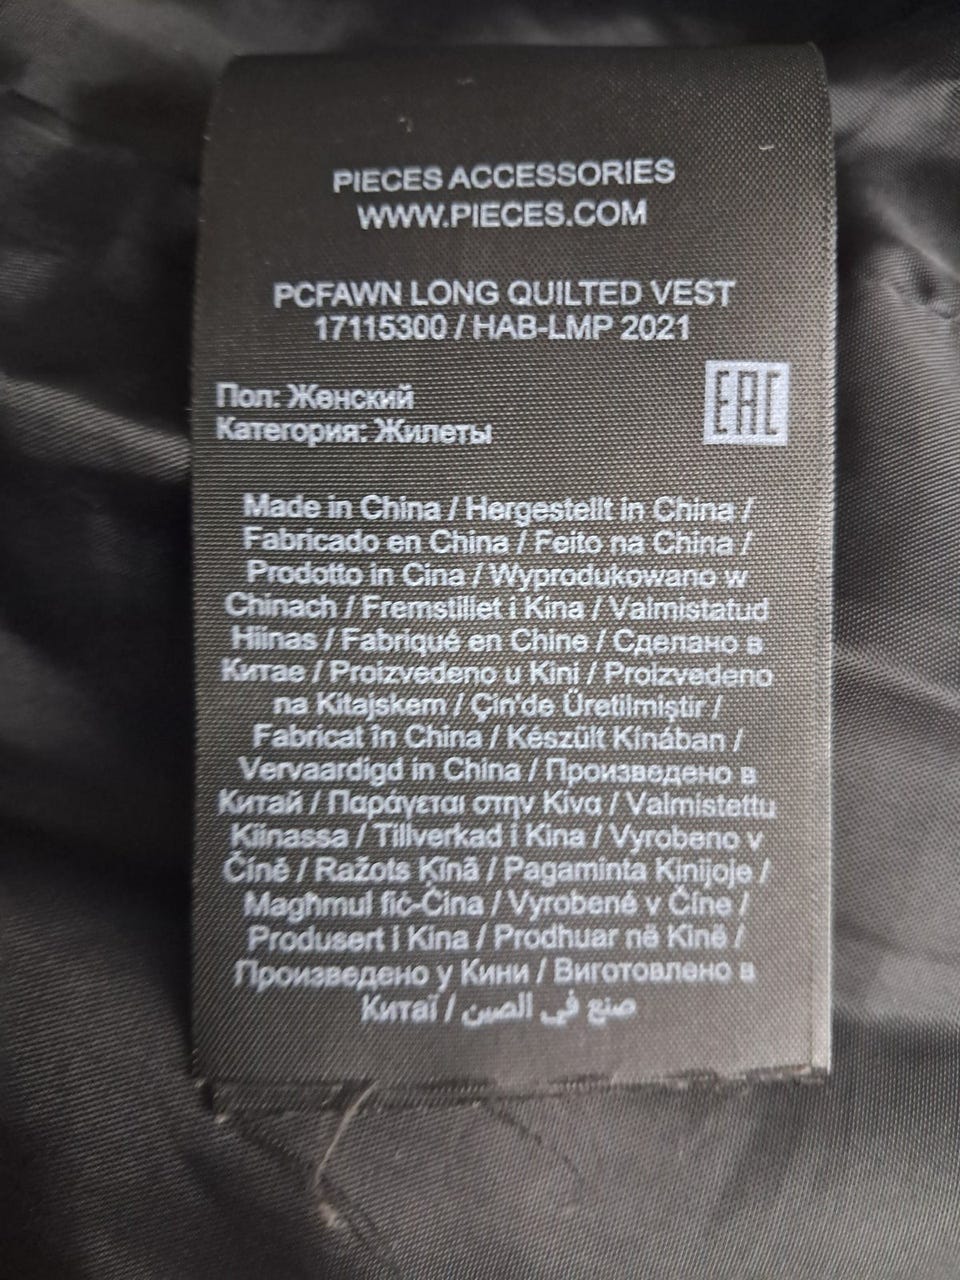 PIECES ACCESSORIES
WWW.PIECES.COM
PCFAWN LONG QUILTED VEST
17115300 / HAB-LMP 2021
Пол: Женский
Категория: Жилеты
EAC
Made in China / Hergestellt in China /
Fabricado en China / Feito na China /
Prodotto in Cina / Wyprodukowano w
Chinach / Fremstillet i Kina / Valmistatud
Hiinas / Fabriqué en Chine / Сделано в
Китае / Proizvedeno u Kini / Proizvedeno
na Kitajskem / Çin'de Üretilmiştir /
Fabricat în China / Készült Kínában /
Vervaardigd in China / Произведено в
Китай / Παράγεται στην Κίνα / Valmistettu
Kiinassa / Tillverkad i Kina / Vyrobeno v
Číně / Ražots Ķīnā / Pagaminta Kinijoje /
Magħmul fiċ-Ċina / Vyrobené v Číne /
Produsert i Kina / Prodhuar në Kinë /
Произведено у Кини / Виготовлено в
Китаї / صنع في الصين